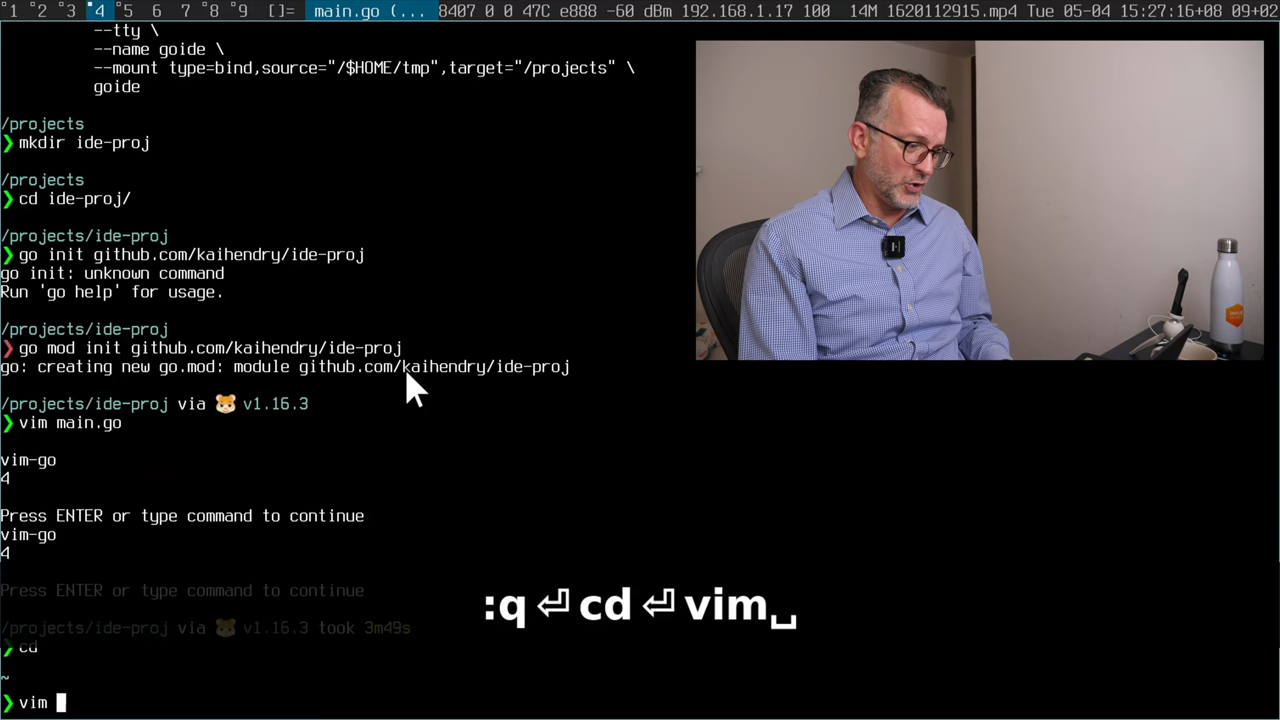 °1 °2 °3 °4 °5 6 °7 °8 °9 []= main.go (... 8407 0 0 47C e888 -60 dBm 192.168.1.17 100 14M 1620112915.mp4 Tue 05-04 15:27:16+08 09+02
--tty \
--name goide \
--mount type=bind,source="/$HOME/tmp",target="/projects" \
goide
/projects
❯ mkdir ide-proj
/projects
❯ cd ide-proj/
/projects/ide-proj
❯ go init github.com/kaihendry/ide-proj
go init: unknown command
Run 'go help' for usage.
/projects/ide-proj
❯ go mod init github.com/kaihendry/ide-proj
go: creating new go.mod: module github.com/kaihendry/ide-proj
/projects/ide-proj via 🐹 v1.16.3
❯ vim main.go
vim-go
4
Press ENTER or type command to continue
vim-go
4
Press ENTER or type command to continue
/projects/ide-proj via 🐹 v1.16.3 took 3m49s
❯ cd
~
❯ vim
:q⏎cd⏎vim␣